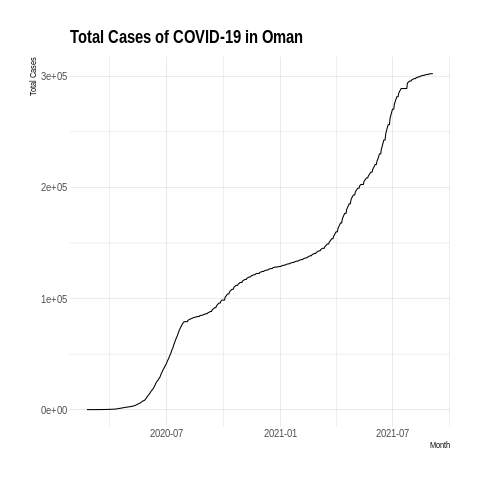 Total Cases of COVID-19 in Oman
Total Cases
3e+05
2e+05
1e+05
0e+00
2020-07
2021-01
2021-07
Month